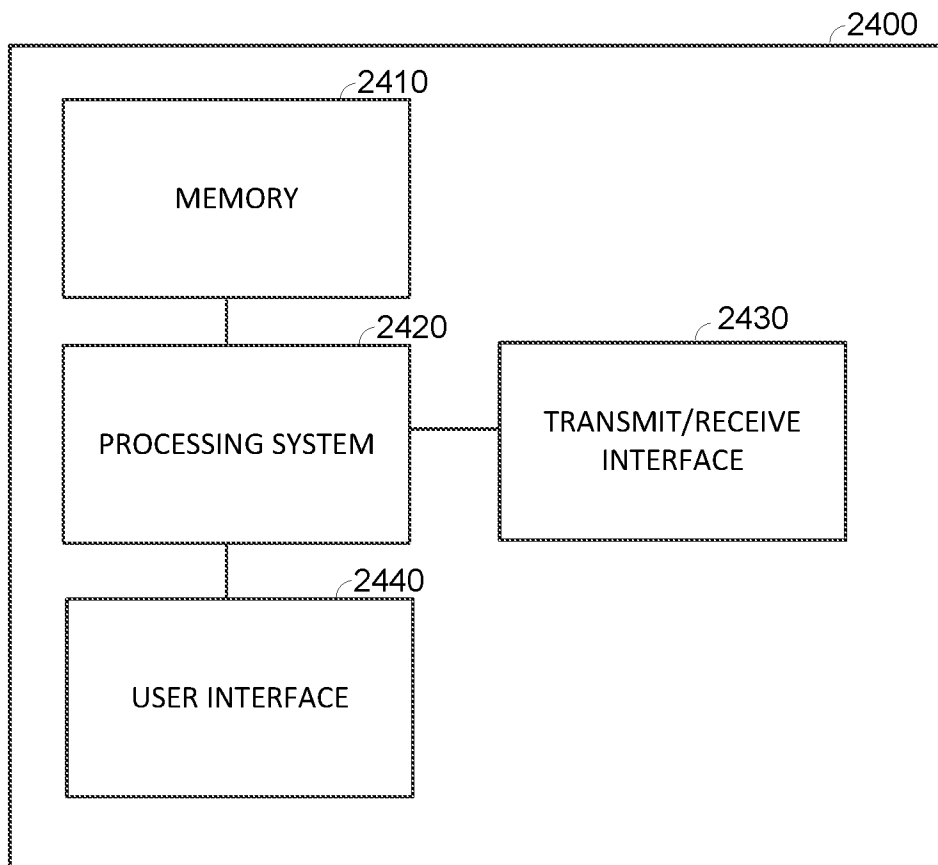 2400
2410
MEMORY
2420
PROCESSING SYSTEM
2430
TRANSMIT/RECEIVE
INTERFACE
2440
USER INTERFACE